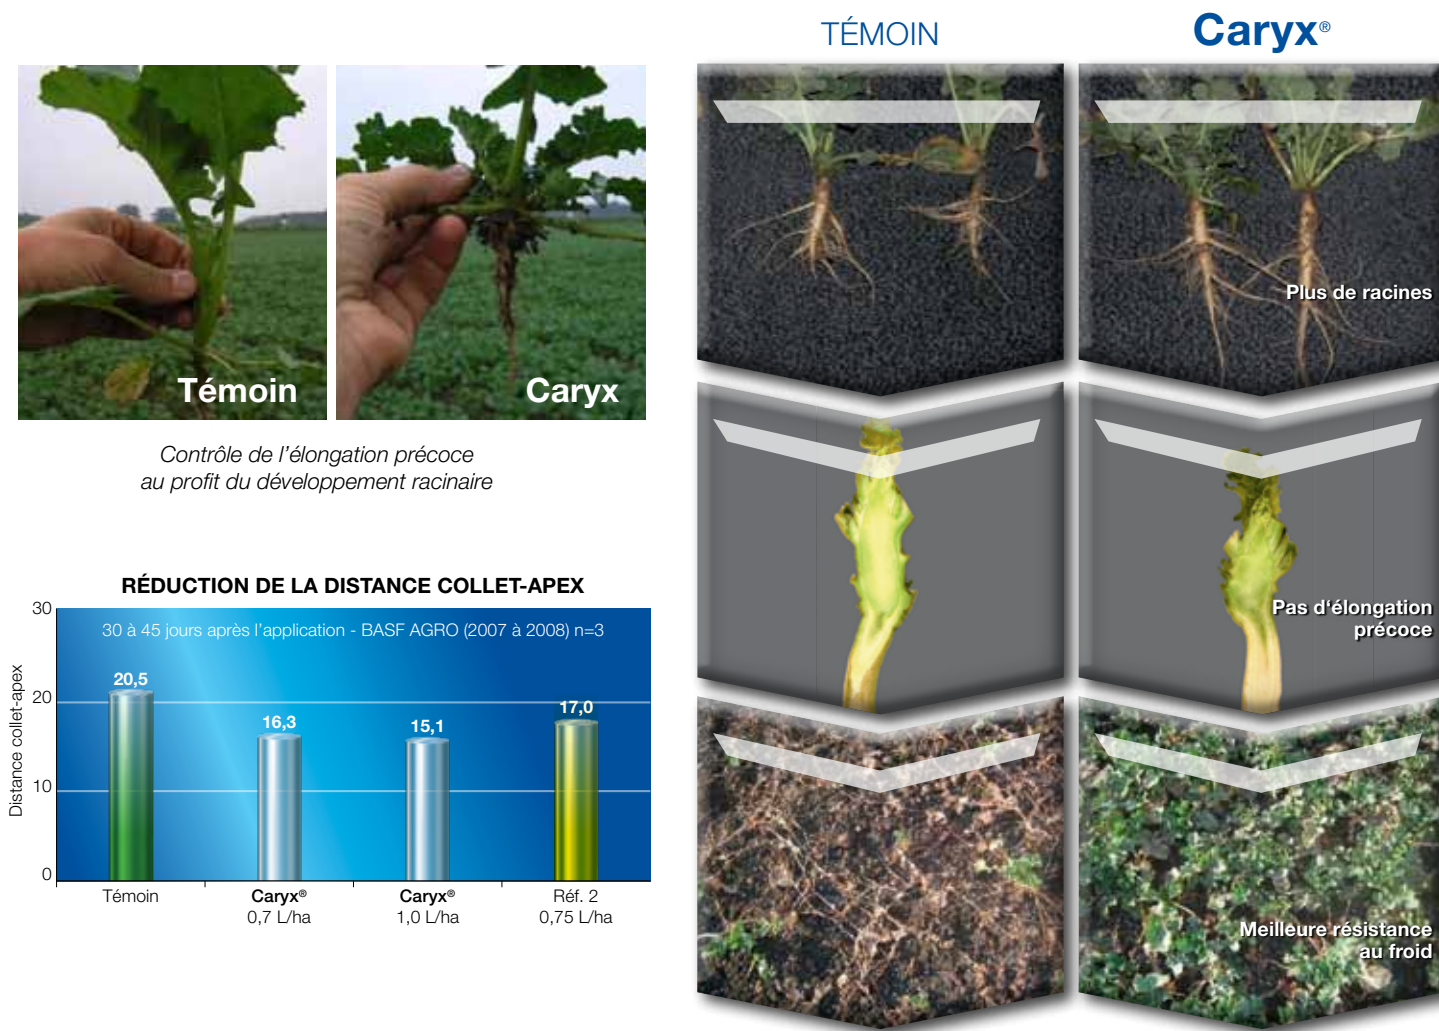 Témoin
Caryx
Contrôle de l'élongation précoce
au profit du développement racinaire
RÉDUCTION DE LA DISTANCE COLLET-APEX
30 à 45 jours après l'application - BASF AGRO (2007 à 2008) n=3
Distance collet-apex
30
20
10
0
20,5
16,3
15,1
17,0
Témoin
Caryx®
0,7 L/ha
Caryx®
1,0 L/ha
Réf. 2
0,75 L/ha
TÉMOIN
Caryx®
Plus de racines
Pas d'élongation
précoce
Meilleure résistance
au froid